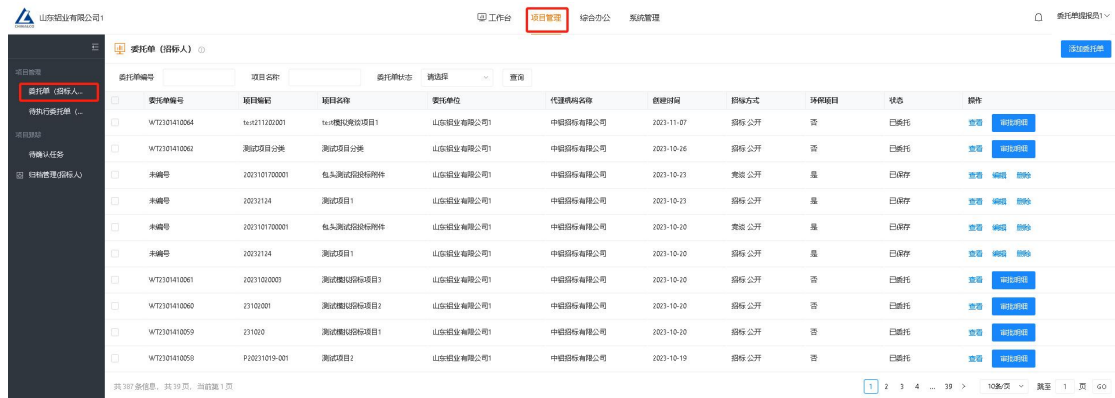 山东铝业有限公司1
工作台 项目管理 综合办公 系统管理
委托单提报员1
项目管理
委托单（招标人...
待执行委托单（...
项目跟踪
待确认任务
归档管理(招标人)
委托单（招标人）
添加委托单
委托单编号 项目名称 委托单状态 请选择 查询
委托单编号 项目编码 项目名称 委托单位 代理机构名称 创建时间 招标方式 环保项目 状态 操作
WT2301410064 test211202001 test模拟竞谈项目1 山东铝业有限公司1 中铝招标有限公司 2023-11-07 招标 公开 否 已委托 查看 审批明细
WT2301410062 测试项目分类 测试项目分类 山东铝业有限公司1 中铝招标有限公司 2023-10-26 招标 公开 否 已委托 查看 审批明细
未编号 2023101700001 包头测试招投标附件 山东铝业有限公司1 中铝招标有限公司 2023-10-23 竞谈 公开 是 已保存 查看 编辑 删除
未编号 20232124 测试项目1 山东铝业有限公司1 中铝招标有限公司 2023-10-23 招标 公开 是 已保存 查看 编辑 删除
未编号 2023101700001 包头测试招投标附件 山东铝业有限公司1 中铝招标有限公司 2023-10-20 竞谈 公开 是 已保存 查看 编辑 删除
未编号 20232124 测试项目1 山东铝业有限公司1 中铝招标有限公司 2023-10-20 招标 公开 是 已保存 查看 编辑 删除
WT2301410061 20231020003 测试模拟招标项目3 山东铝业有限公司1 中铝招标有限公司 2023-10-20 招标 公开 否 已委托 查看 审批明细
WT2301410060 23102001 测试模拟招标项目2 山东铝业有限公司1 中铝招标有限公司 2023-10-20 招标 公开 否 已委托 查看 审批明细
WT2301410059 231020 测试模拟招标项目1 山东铝业有限公司1 中铝招标有限公司 2023-10-20 招标 公开 否 已委托 查看 审批明细
WT2301410058 P20231019-001 测试项目2 山东铝业有限公司1 中铝招标有限公司 2023-10-19 招标 公开 否 已委托 查看 审批明细
共387条信息，共39页，当前第1页 1 2 3 4 ... 39 > 10条/页 跳至 1 页 GO